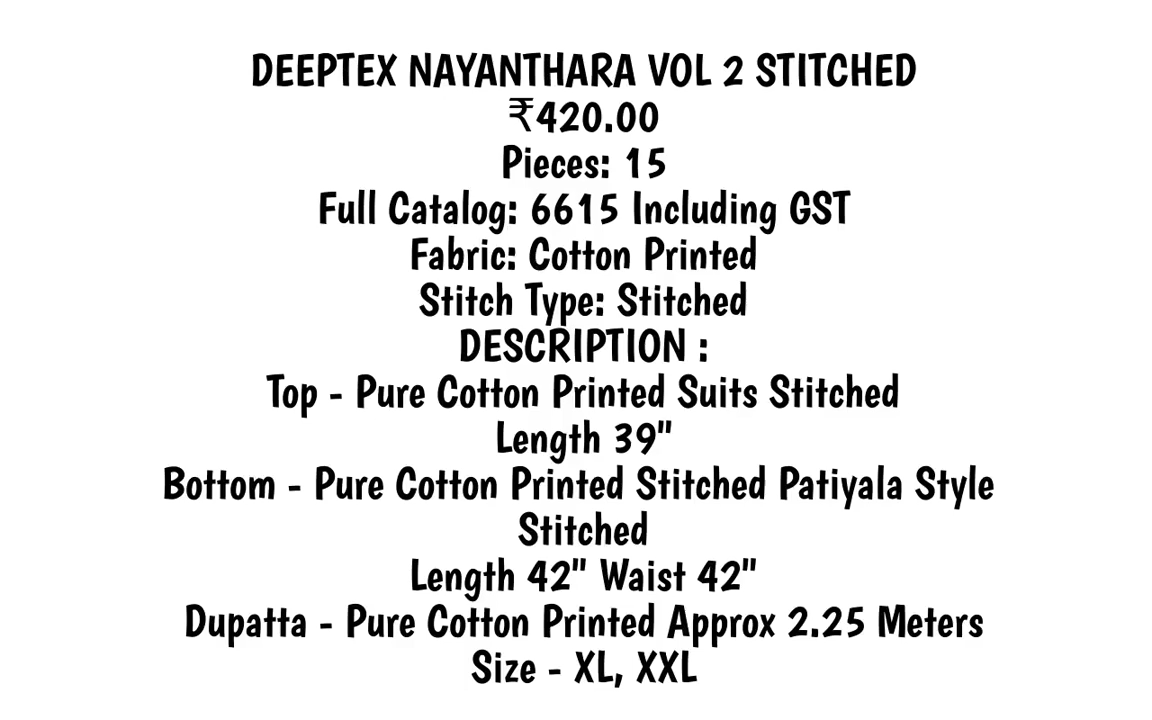 DEEPTEX NAYANTHARA VOL 2 STITCHED
₹420.00
Pieces: 15
Full Catalog: 6615 Including GST
Fabric: Cotton Printed
Stitch Type: Stitched
DESCRIPTION :
Top - Pure Cotton Printed Suits Stitched
Length 39"
Bottom - Pure Cotton Printed Stitched Patiyala Style
Stitched
Length 42" Waist 42"
Dupatta - Pure Cotton Printed Approx 2.25 Meters
Size - XL, XXL